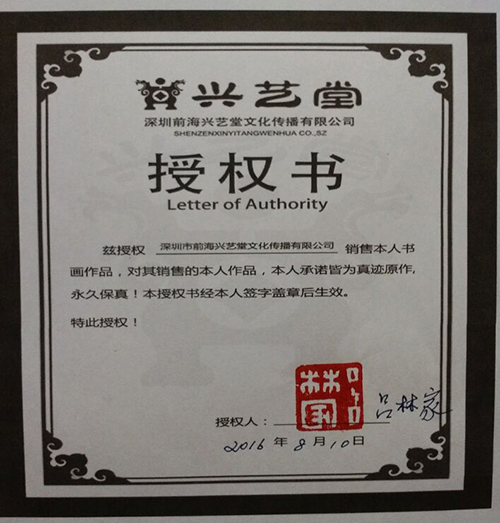 兴艺堂
深圳前海兴艺堂文化传播有限公司
SHENZENXINYITANGWENHUA CO.,SZ
授权书
Letter of Authority
兹授权 深圳市前海兴艺堂文化传播有限公司 销售本人书
画作品，对其销售的本人作品，本人承诺皆为真迹原作,
永久保真！本授权书经本人签字盖章后生效。
特此授权！
授权人： 吕林家
2016 年 8 月 10 日